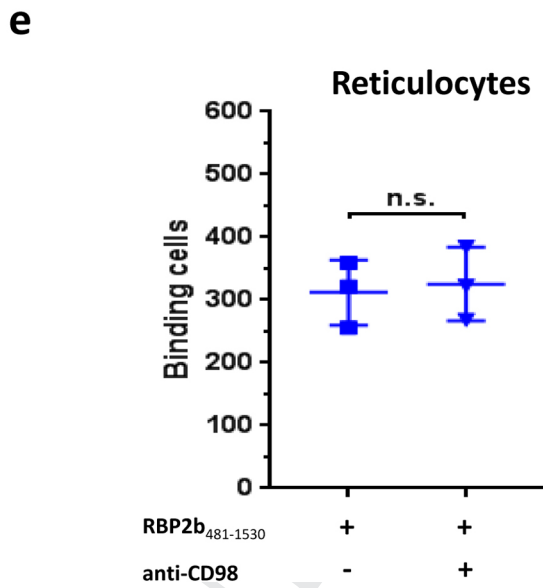 e
Reticulocytes
600
500
400
300
200
100
0
Binding cells
n.s.
RBP2b481-1530 + +
anti-CD98 - +